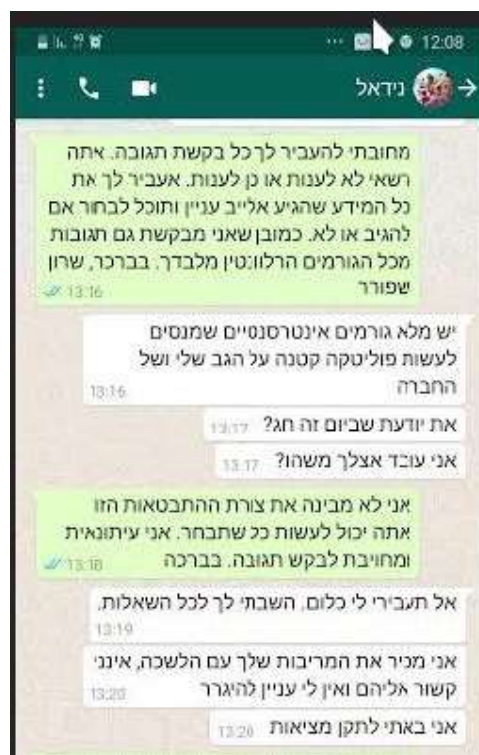 12:08
נידאל
מחובתי להעביר לך כל בקשת תגובה. אתה
רשאי לא לענות או כן לענות. אעביר לך את
כל המידע שהגיע אלייב עניין ותוכל לבחור אם
להגיב או לא. כמובן שאני מבקשת גם תגובות
מכל הגורמים הרלוונטין מלבדך. בברכר, שרון
שפורר
13:16
יש מלא גורמים אינטרסנטיים שמנסים
לעשות פוליטקה קטנה על הגב שלי ושל
החברה
13:16
את יודעת שביום זה חג?
13:17
אני עובד אצלך משהו?
13:17
אני לא מבינה את צורת ההתבטאות הזו
אתה יכול לעשות כל שתבחר. אני עיתונאית
ומחויבת לבקש תגובה. בברכה
13:18
אל תעבירי לי כלום. השבתי לך לכל השאלות.
13:19
אני מכיר את המריבות שלך עם הלשכה, אינני
קשור אליהם ואין לי עניין להיגרר
13:20
אני באתי לתקן מציאות
13:20